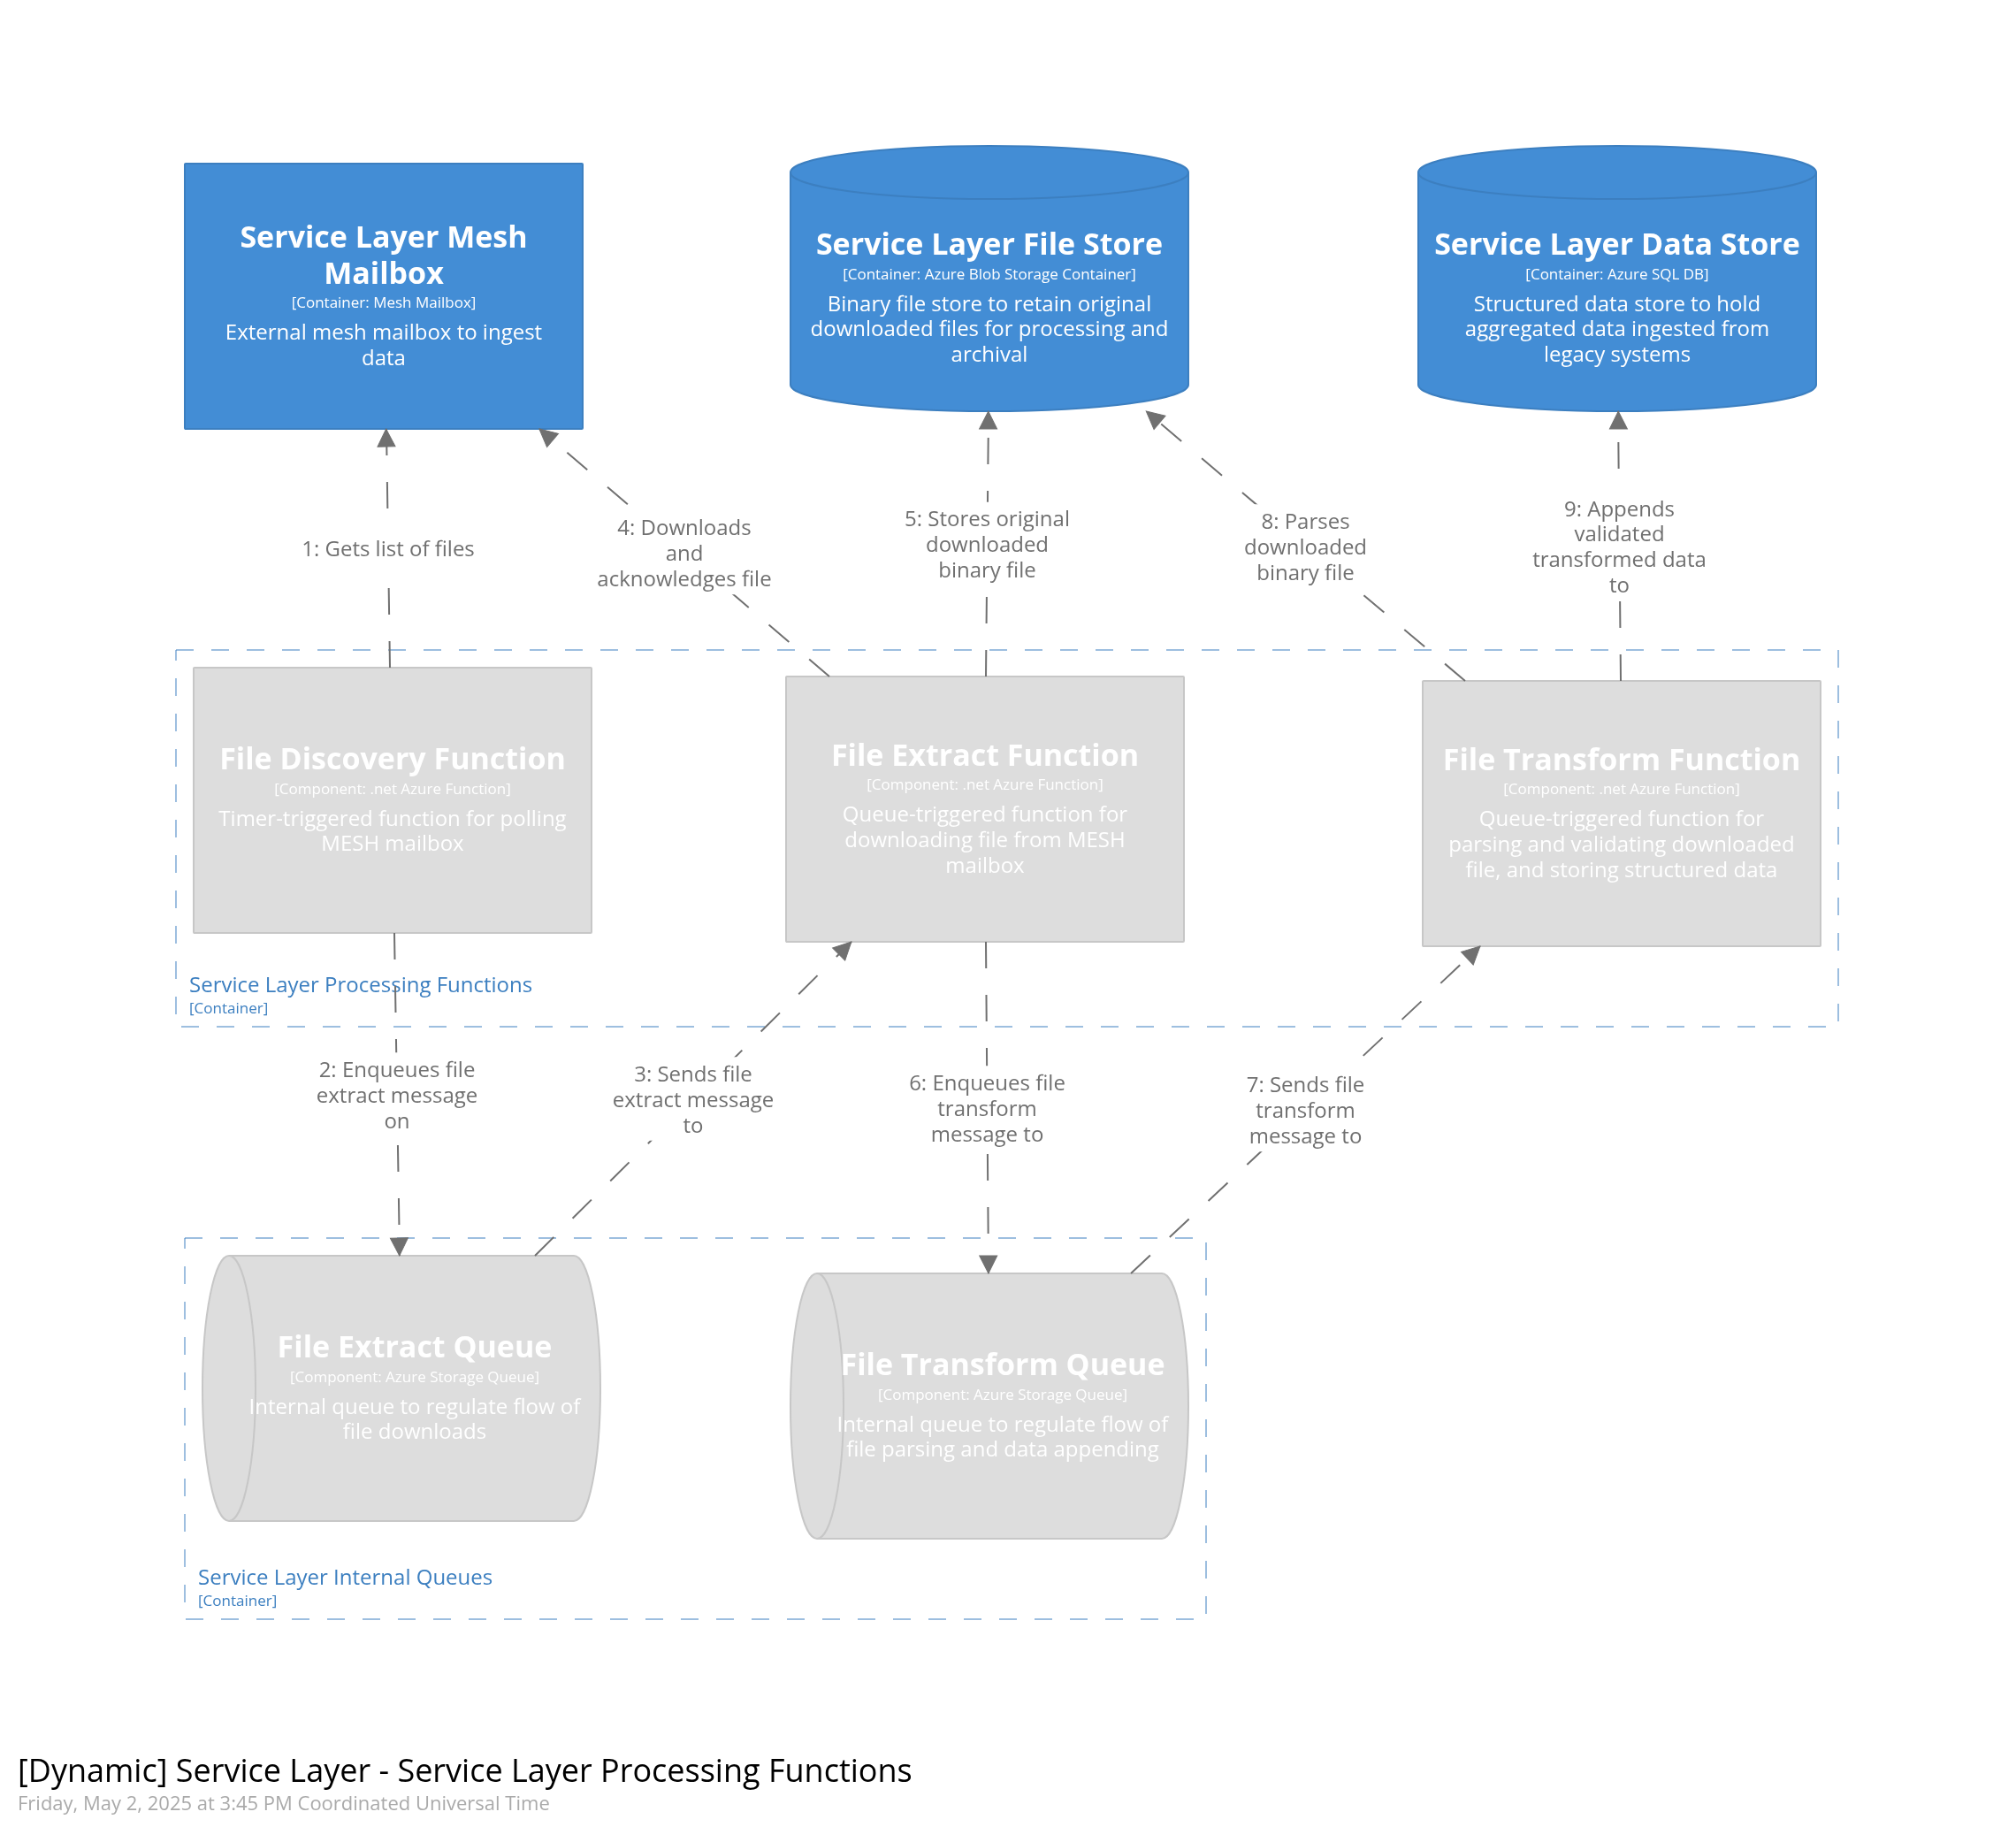 Service Layer Mesh
Mailbox
[Container: Mesh Mailbox]
External mesh mailbox to ingest
data
Service Layer File Store
[Container: Azure Blob Storage Container]
Binary file store to retain original
downloaded files for processing and
archival
Service Layer Data Store
[Container: Azure SQL DB]
Structured data store to hold
aggregated data ingested from
legacy systems
1: Gets list of files
4: Downloads
and
acknowledges file
5: Stores original
downloaded
binary file
8: Parses
downloaded
binary file
9: Appends
validated
transformed data
to
File Discovery Function
[Component: .net Azure Function]
Timer-triggered function for polling
MESH mailbox
File Extract Function
[Component: .net Azure Function]
Queue-triggered function for
downloading file from MESH
mailbox
File Transform Function
[Component: .net Azure Function]
Queue-triggered function for
parsing and validating downloaded
file, and storing structured data
Service Layer Processing Functions
[Container]
2: Enqueues file
extract message
on
3: Sends file
extract message
to
6: Enqueues file
transform
message to
7: Sends file
transform
message to
File Extract Queue
[Component: Azure Storage Queue]
Internal queue to regulate flow of
file downloads
File Transform Queue
[Component: Azure Storage Queue]
Internal queue to regulate flow of
file parsing and data appending
Service Layer Internal Queues
[Container]
[Dynamic] Service Layer - Service Layer Processing Functions
Friday, May 2, 2025 at 3:45 PM Coordinated Universal Time